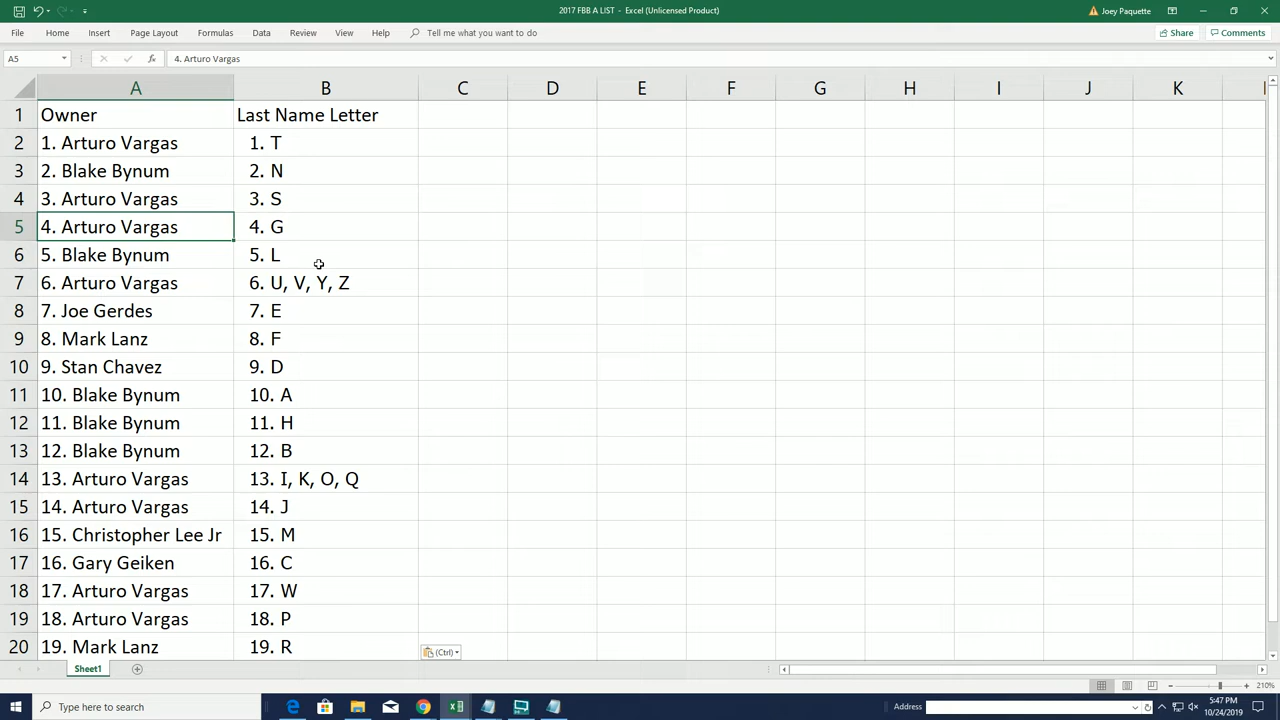 2017 FBB A LIST - Excel (Unlicensed Product)
Joey Paquette
File Home Insert Page Layout Formulas Data Review View Help Tell me what you want to do
Share Comments
A5 fx 4. Arturo Vargas
A B C D E F G H I J K
1 Owner Last Name Letter
2 1. Arturo Vargas 1. T
3 2. Blake Bynum 2. N
4 3. Arturo Vargas 3. S
5 4. Arturo Vargas 4. G
6 5. Blake Bynum 5. L
7 6. Arturo Vargas 6. U, V, Y, Z
8 7. Joe Gerdes 7. E
9 8. Mark Lanz 8. F
10 9. Stan Chavez 9. D
11 10. Blake Bynum 10. A
12 11. Blake Bynum 11. H
13 12. Blake Bynum 12. B
14 13. Arturo Vargas 13. I, K, O, Q
15 14. Arturo Vargas 14. J
16 15. Christopher Lee Jr 15. M
17 16. Gary Geiken 16. C
18 17. Arturo Vargas 17. W
19 18. Arturo Vargas 18. P
20 19. Mark Lanz 19. R
(Ctrl)
Sheet1
210%
Type here to search
Address
5:47 PM
10/24/2019